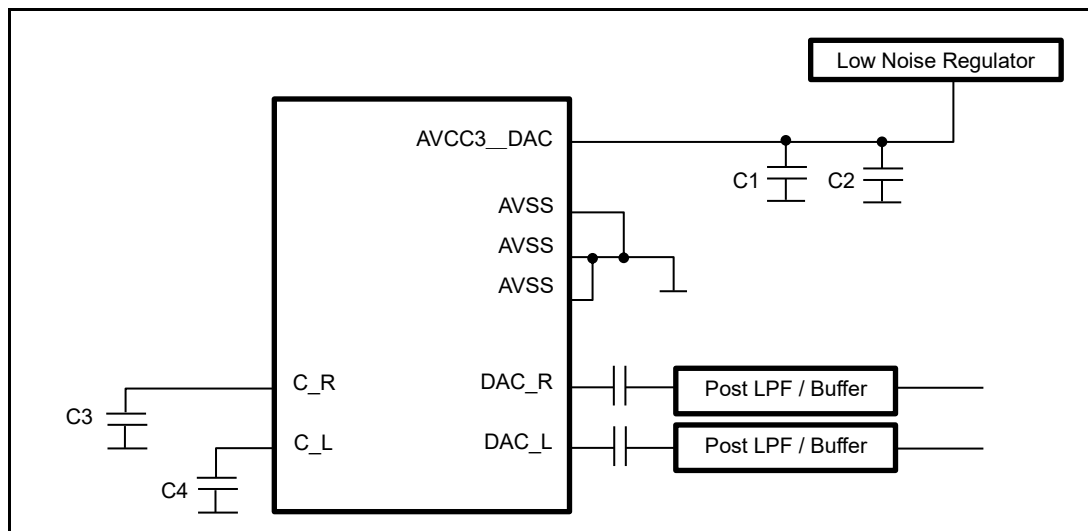 Low Noise Regulator
AVCC3__DAC
C1
C2
AVSS
AVSS
AVSS
C_R
DAC_R
Post LPF / Buffer
C3
C_L
DAC_L
Post LPF / Buffer
C4